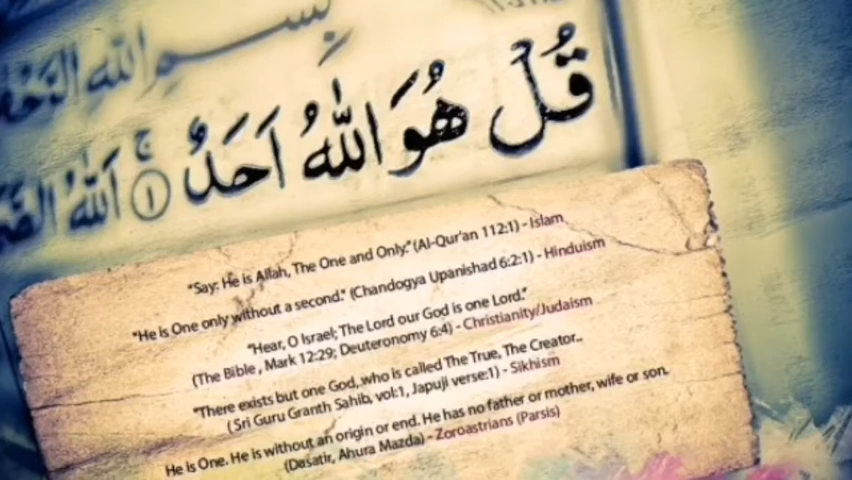 بِسْمِ اللهِ الرَّحْمٰ
قُلْ هُوَ اللّٰهُ اَحَدٌ ۚ ﴿١﴾ اَللّٰهُ الصَّ
"Say: He is Allah, The One and Only." (Al-Qur'an 112:1) - Islam
"He is One only without a second." (Chandogya Upanishad 6:2:1) - Hinduism
"Hear, O Israel; The Lord our God is one Lord."
(The Bible , Mark 12:29; Deuteronomy 6:4) - Christianity/Judaism
"There exists but one God, who is called The True, The Creator..
( Sri Guru Granth Sahib, vol:1, Japuji verse:1) - Sikhism
He is One. He is without an origin or end. He has no father or mother, wife or son.
(Dasatir, Ahura Mazda) - Zoroastrians (Parsis)